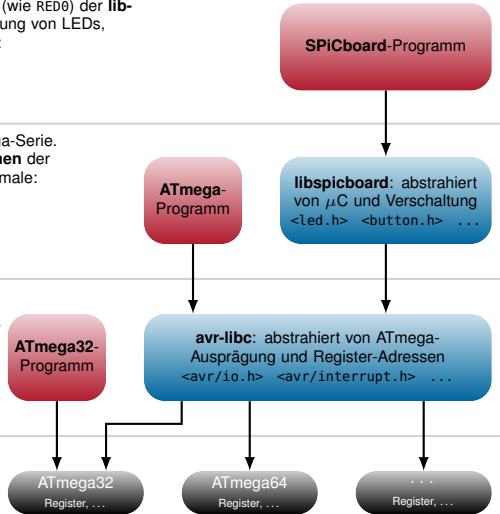 (wie RED0) der lib-
ung von LEDs,
:
SPiCboard-Programm
ga-Serie.
nen der
male:
ATmega-
Programm
libspicboard: abstrahiert
von μC und Verschaltung
<led.h> <button.h> ...
ATmega32-
Programm
avr-libc: abstrahiert von ATmega-
Ausprägung und Register-Adressen
<avr/io.h> <avr/interrupt.h> ...
ATmega32
Register, ...
ATmega64
Register, ...
...
Register, ...